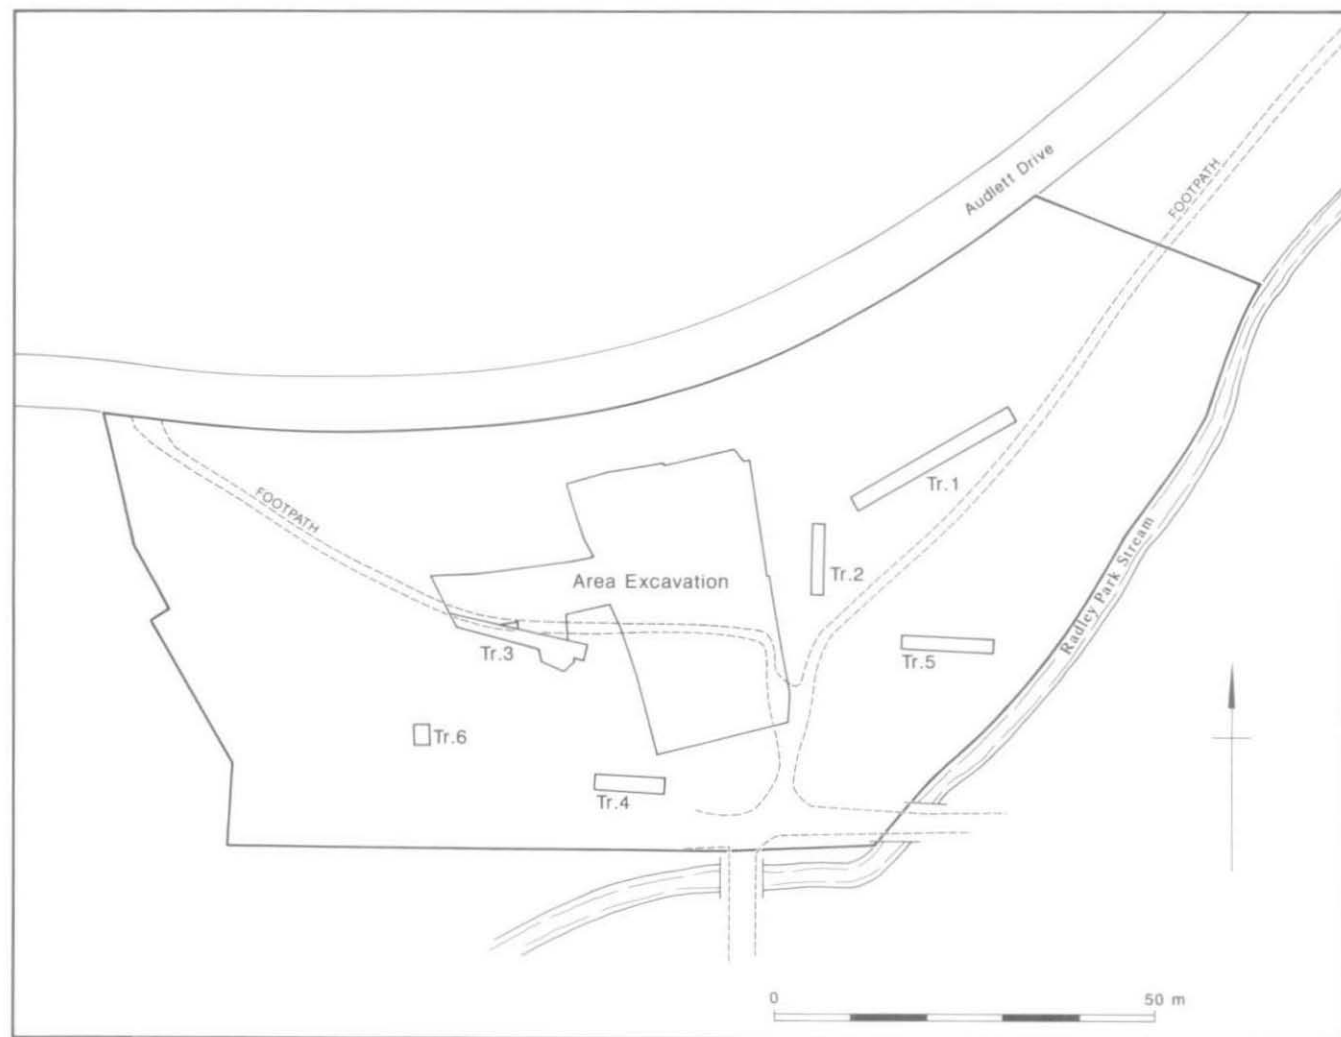 Audlett Drive
FOOTPATH
FOOTPATH
Tr.1
Area Excavation
Tr.2
Radley Park Stream
Tr.3
Tr.5
Tr.6
Tr.4
0 50 m